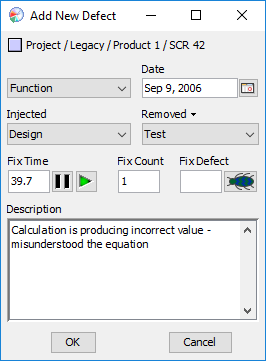 Add New Defect
Project / Legacy / Product 1 / SCR 42
Date
Function
Sep 9, 2006
Injected
Removed
Design
Test
Fix Time
Fix Count
Fix Defect
39.7
1
Description
Calculation is producing incorrect value -
misunderstood the equation
OK
Cancel